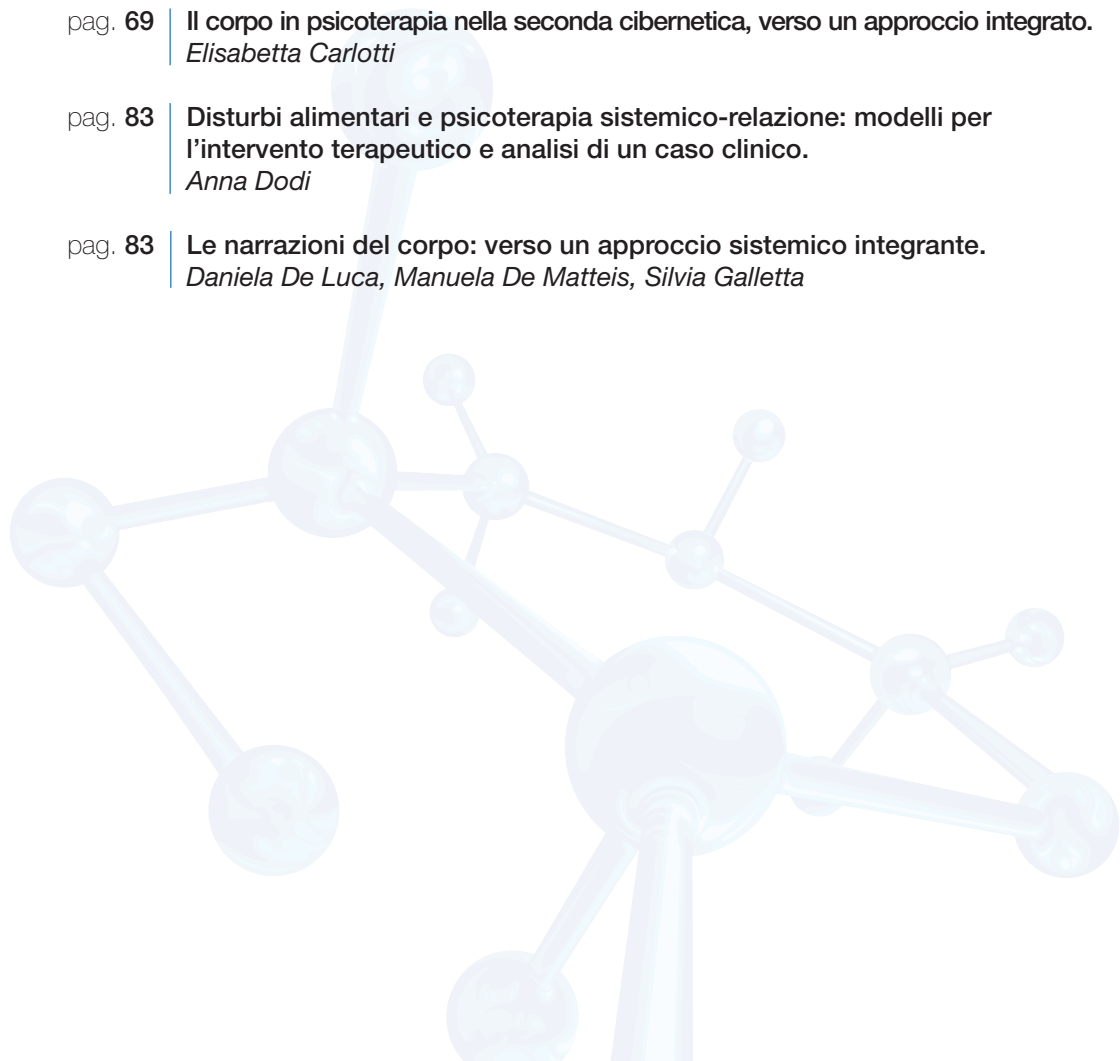 pag. 69 Il corpo in psicoterapia nella seconda cibernetica, verso un approccio integrato.
Elisabetta Carlotti
pag. 83 Disturbi alimentari e psicoterapia sistemico-relazione: modelli per
l’intervento terapeutico e analisi di un caso clinico.
Anna Dodi
pag. 83 Le narrazioni del corpo: verso un approccio sistemico integrante.
Daniela De Luca, Manuela De Matteis, Silvia Galletta